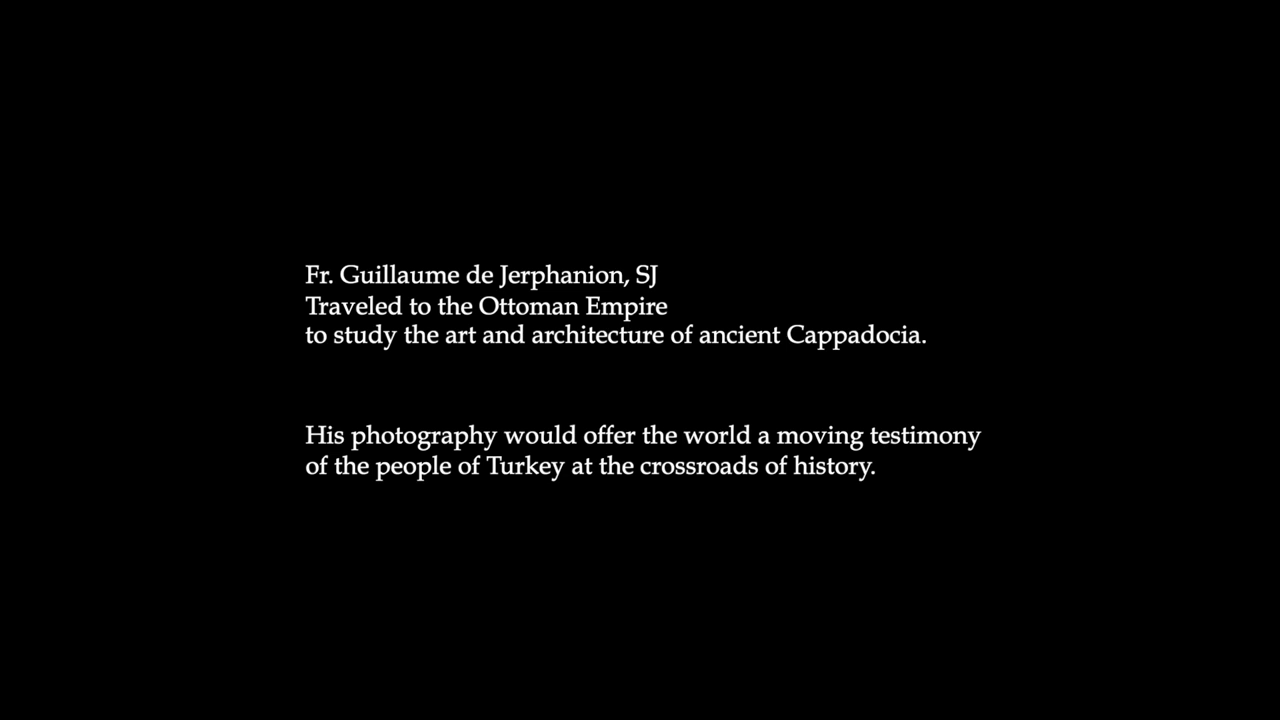 Fr. Guillaume de Jerphanion, SJ
Traveled to the Ottoman Empire
to study the art and architecture of ancient Cappadocia.
His photography would offer the world a moving testimony
of the people of Turkey at the crossroads of history.